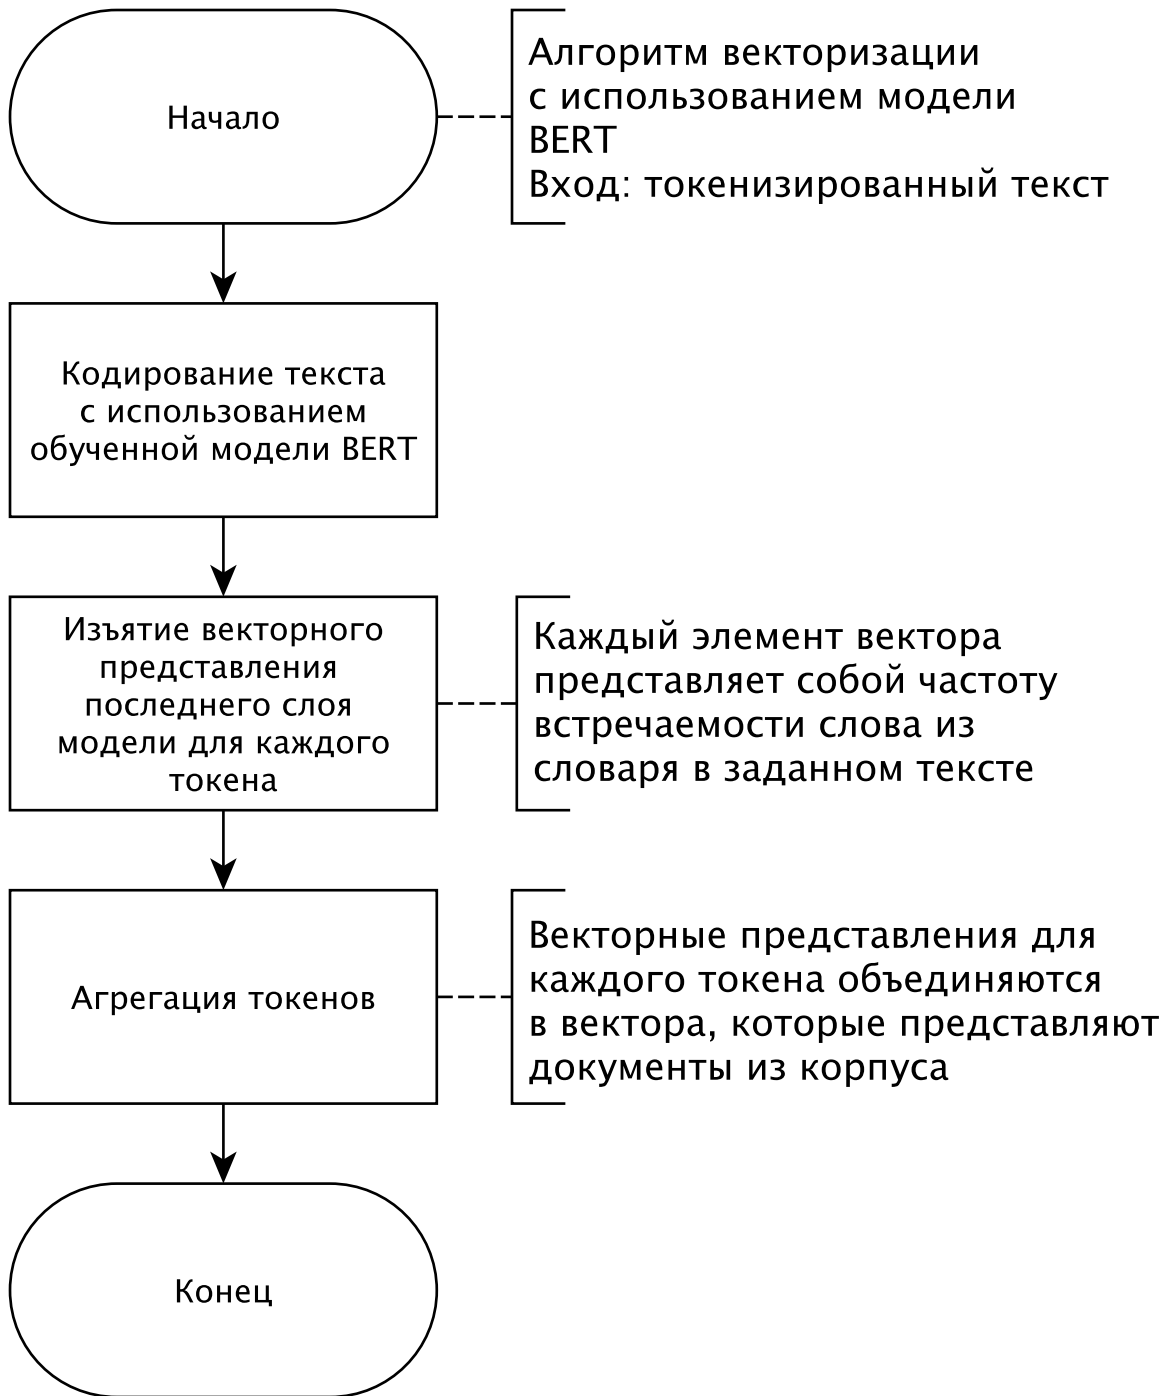 Начало
Алгоритм векторизации
с использованием модели
BERT
Вход: токенизированный текст
Кодирование текста
с использованием
обученной модели BERT
Изъятие векторного
представления
последнего слоя
модели для каждого
токена
Каждый элемент вектора
представляет собой частоту
встречаемости слова из
словаря в заданном тексте
Агрегация токенов
Векторные представления для
каждого токена объединяются
в вектора, которые представляют
документы из корпуса
Конец